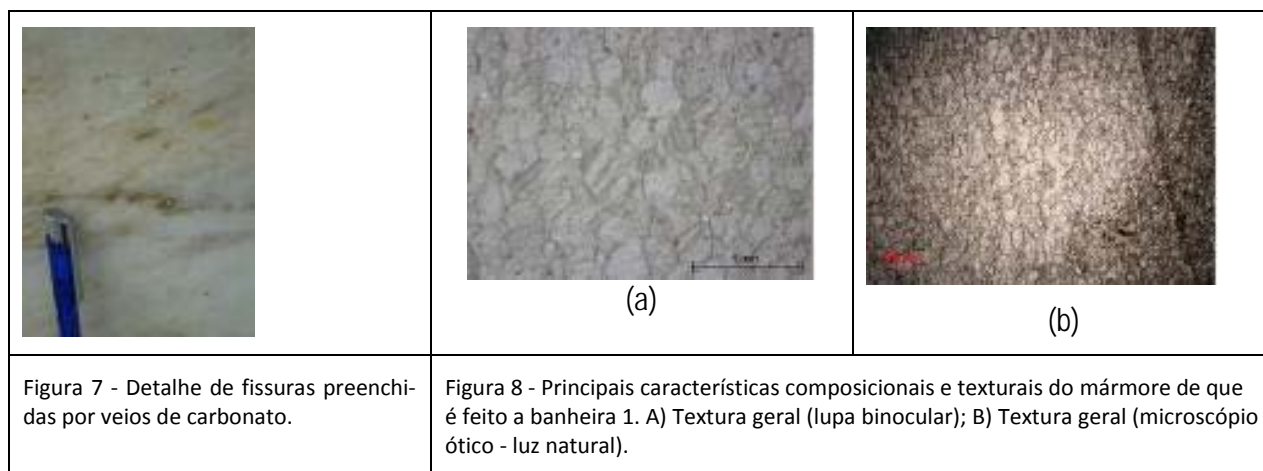 (a)
(b)
Figura 7 - Detalhe de fissuras preenchi-
das por veios de carbonato.
Figura 8 - Principais características composicionais e texturais do mármore de que
é feito a banheira 1. A) Textura geral (lupa binocular); B) Textura geral (microscópio
ótico - luz natural).